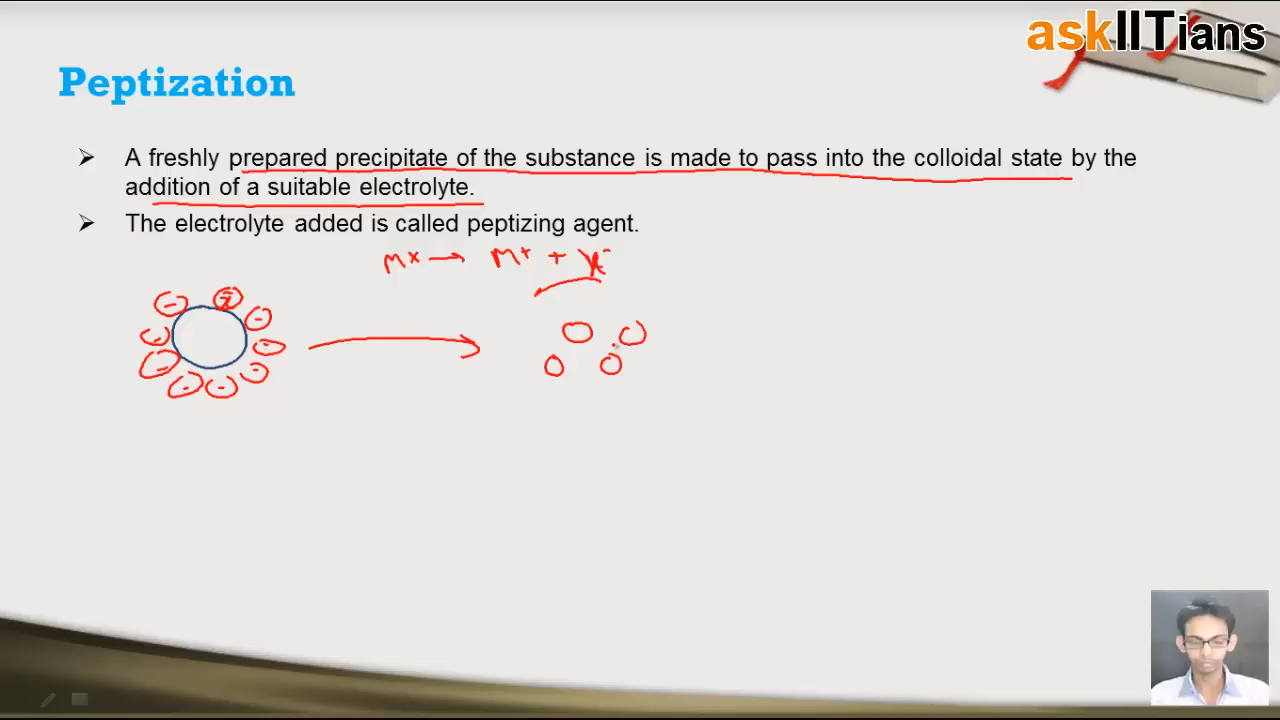 askIITians
Peptization
➢ A freshly prepared precipitate of the substance is made to pass into the colloidal state by the
addition of a suitable electrolyte.
➢ The electrolyte added is called peptizing agent.
Mx → M+ + x-